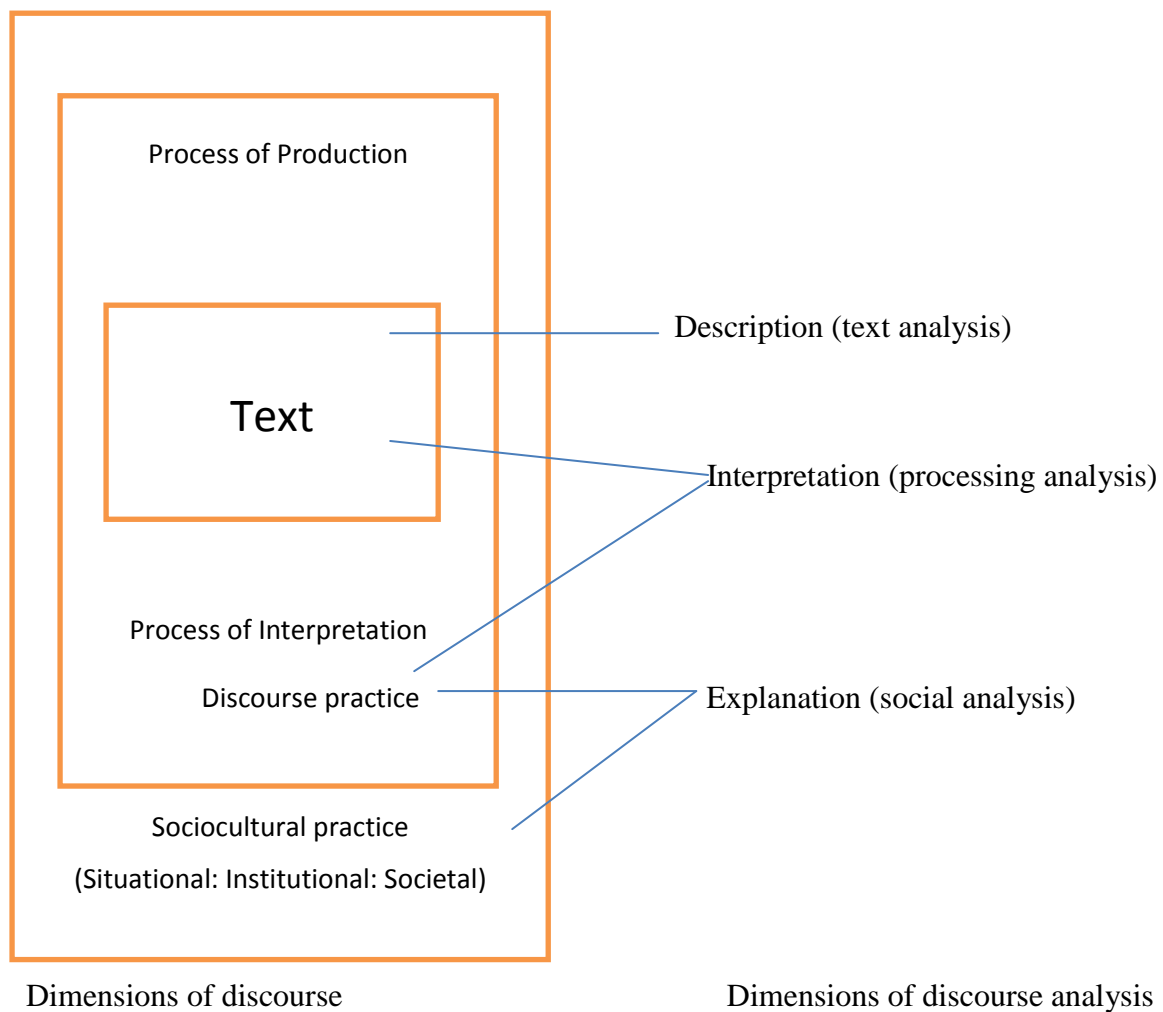 Process of Production
Text
Description (text analysis)
Interpretation (processing analysis)
Process of Interpretation
Discourse practice
Explanation (social analysis)
Sociocultural practice
(Situational: Institutional: Societal)
Dimensions of discourse
Dimensions of discourse analysis